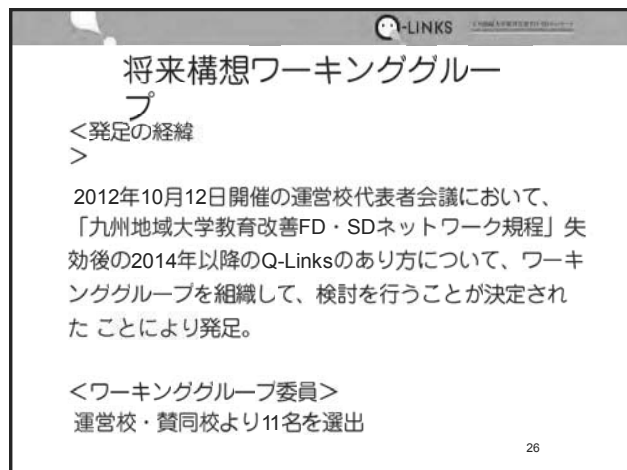 Q-LINKS
将来構想ワーキンググルー
プ
＜発足の経緯
＞
2012年10月12日開催の運営校代表者会議において、
「九州地域大学教育改善FD・SDネットワーク規程」失
効後の2014年以降のQ-Linksのあり方について、ワーキ
ンググループを組織して、検討を行うことが決定され
た ことにより発足。
＜ワーキンググループ委員＞
運営校・賛同校より11名を選出
26